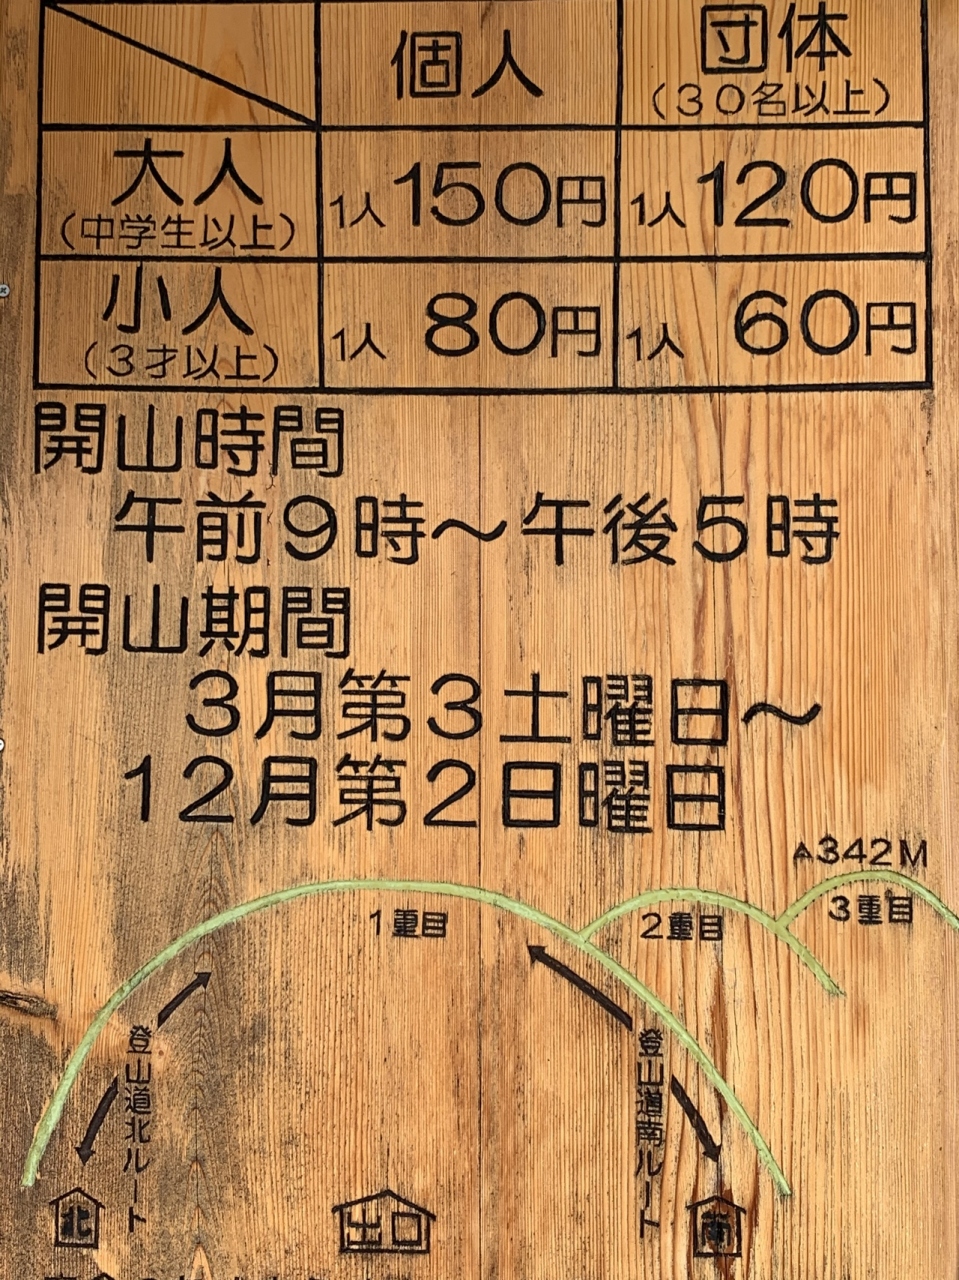 個人 団体
(30名以上)
大人 1人 150円 1人 120円
(中学生以上)
小人 1人 80円 1人 60円
(3才以上)
開山時間
午前9時〜午後5時
開山期間
3月第3土曜日〜
12月第2日曜日
▲342M
1重目 2重目 3重目
登山道北ルート
登山道南ルート
北 出口 南